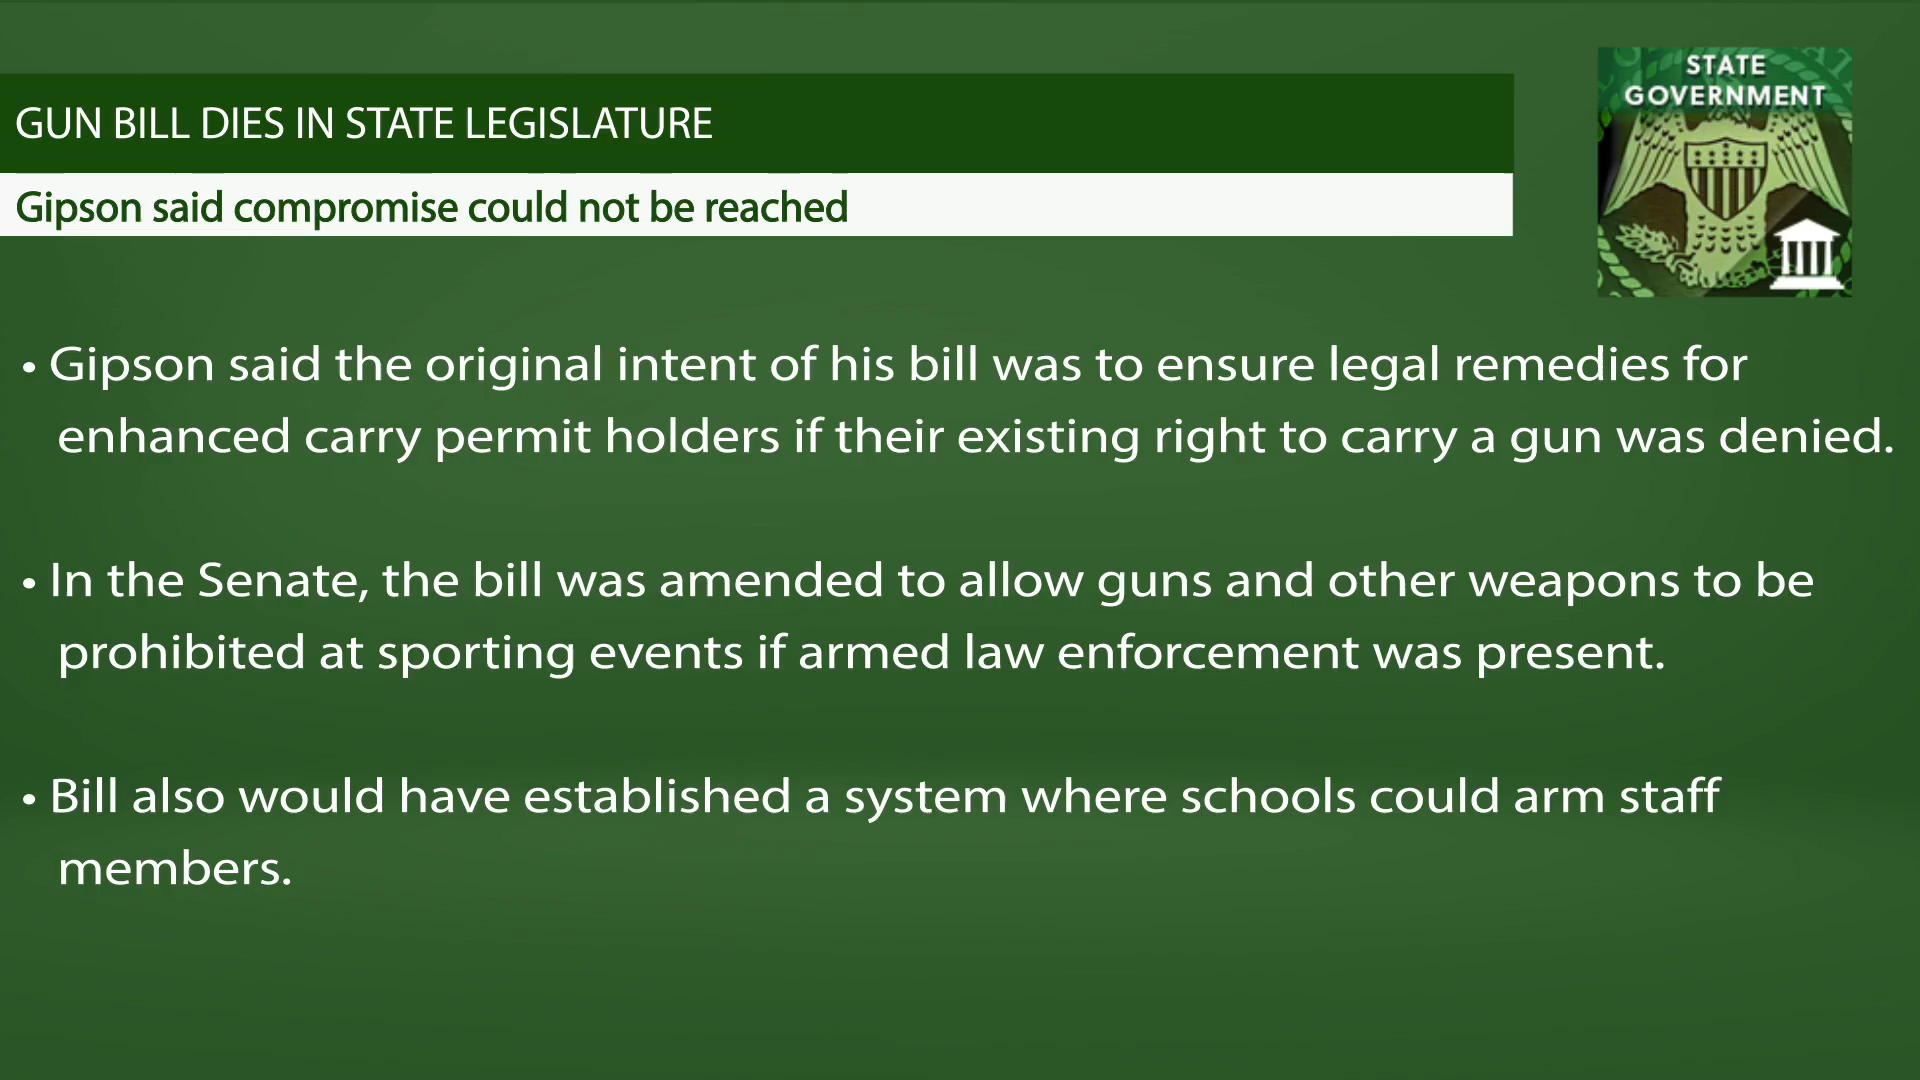 STATE
GOVERNMENT
GUN BILL DIES IN STATE LEGISLATURE
Gipson said compromise could not be reached
• Gipson said the original intent of his bill was to ensure legal remedies for
enhanced carry permit holders if their existing right to carry a gun was denied.
• In the Senate, the bill was amended to allow guns and other weapons to be
prohibited at sporting events if armed law enforcement was present.
• Bill also would have established a system where schools could arm staff
members.